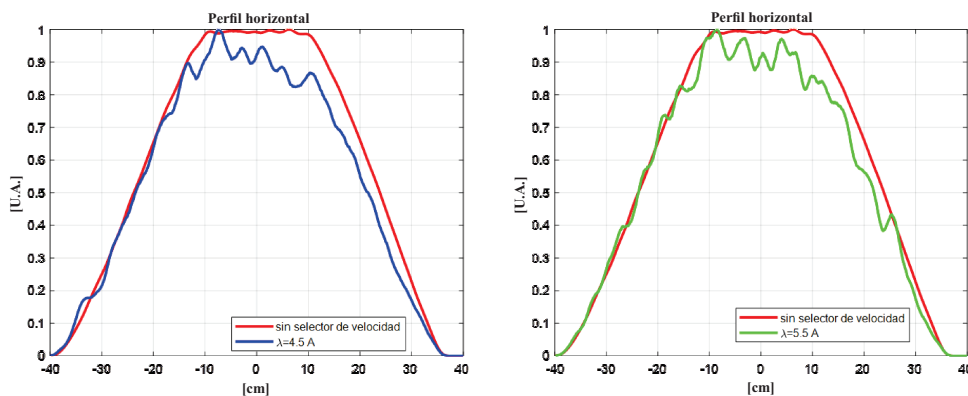 Perfil horizontal
1
0.9
0.8
0.7
0.6
0.5
0.4
0.3
0.2
0.1
0
[U.A.]
sin selector de velocidad
λ=4.5 A
-40 -30 -20 -10 0 10 20 30 40
[cm]
Perfil horizontal
1
0.9
0.8
0.7
0.6
0.5
0.4
0.3
0.2
0.1
0
[U.A.]
sin selector de velocidad
λ=5.5 A
-40 -30 -20 -10 0 10 20 30 40
[cm]